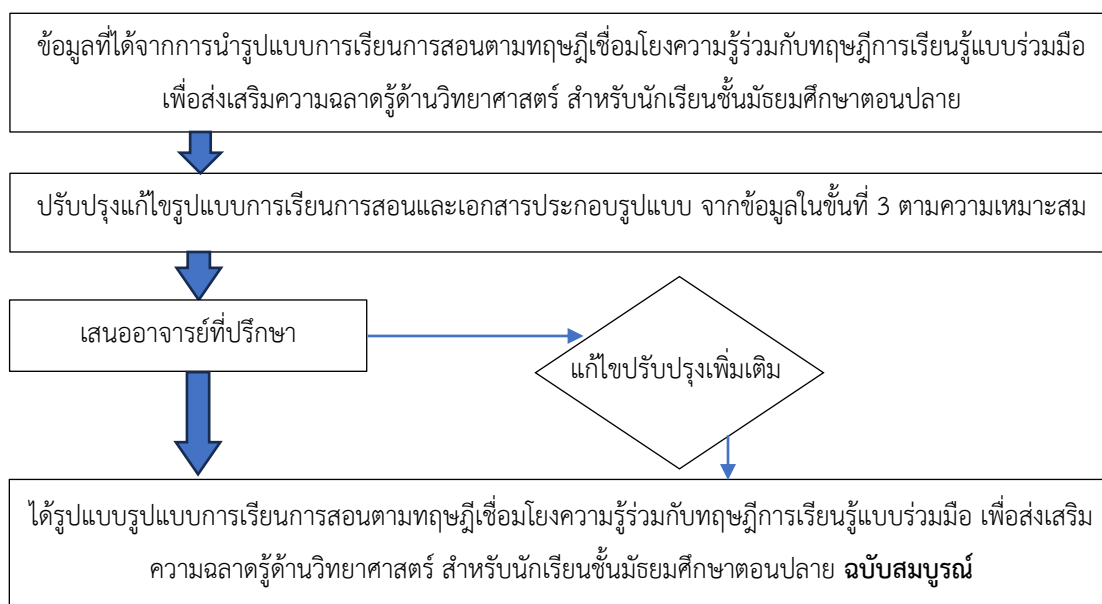 ข้อมูลที่ได้จากการนำรูปแบบการเรียนการสอนตามทฤษฎีเชื่อมโยงความรู้ร่วมกับทฤษฎีการเรียนรู้แบบร่วมมือ
เพื่อส่งเสริมความฉลาดรู้ด้านวิทยาศาสตร์ สำหรับนักเรียนชั้นมัธยมศึกษาตอนปลาย
ปรับปรุงแก้ไขรูปแบบการเรียนการสอนและเอกสารประกอบรูปแบบ จากข้อมูลในขั้นที่ 3 ตามความเหมาะสม
เสนออาจารย์ที่ปรึกษา
แก้ไขปรับปรุงเพิ่มเติม
ได้รูปแบบรูปแบบการเรียนการสอนตามทฤษฎีเชื่อมโยงความรู้ร่วมกับทฤษฎีการเรียนรู้แบบร่วมมือ เพื่อส่งเสริม
ความฉลาดรู้ด้านวิทยาศาสตร์ สำหรับนักเรียนชั้นมัธยมศึกษาตอนปลาย ฉบับสมบูรณ์